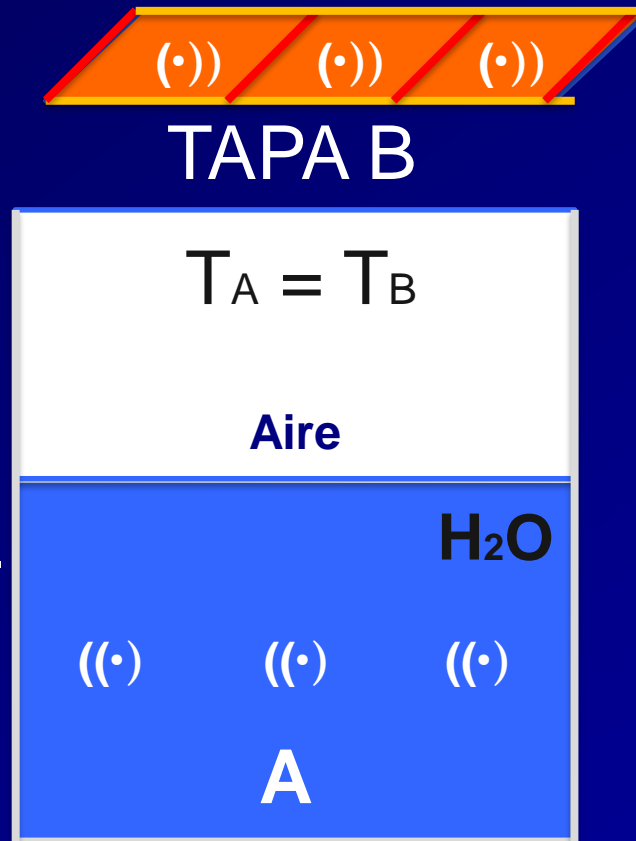 (•)) (•)) (•))
TAPA B
TA = TB
Aire
H2O
((•) ((•) ((•)
A